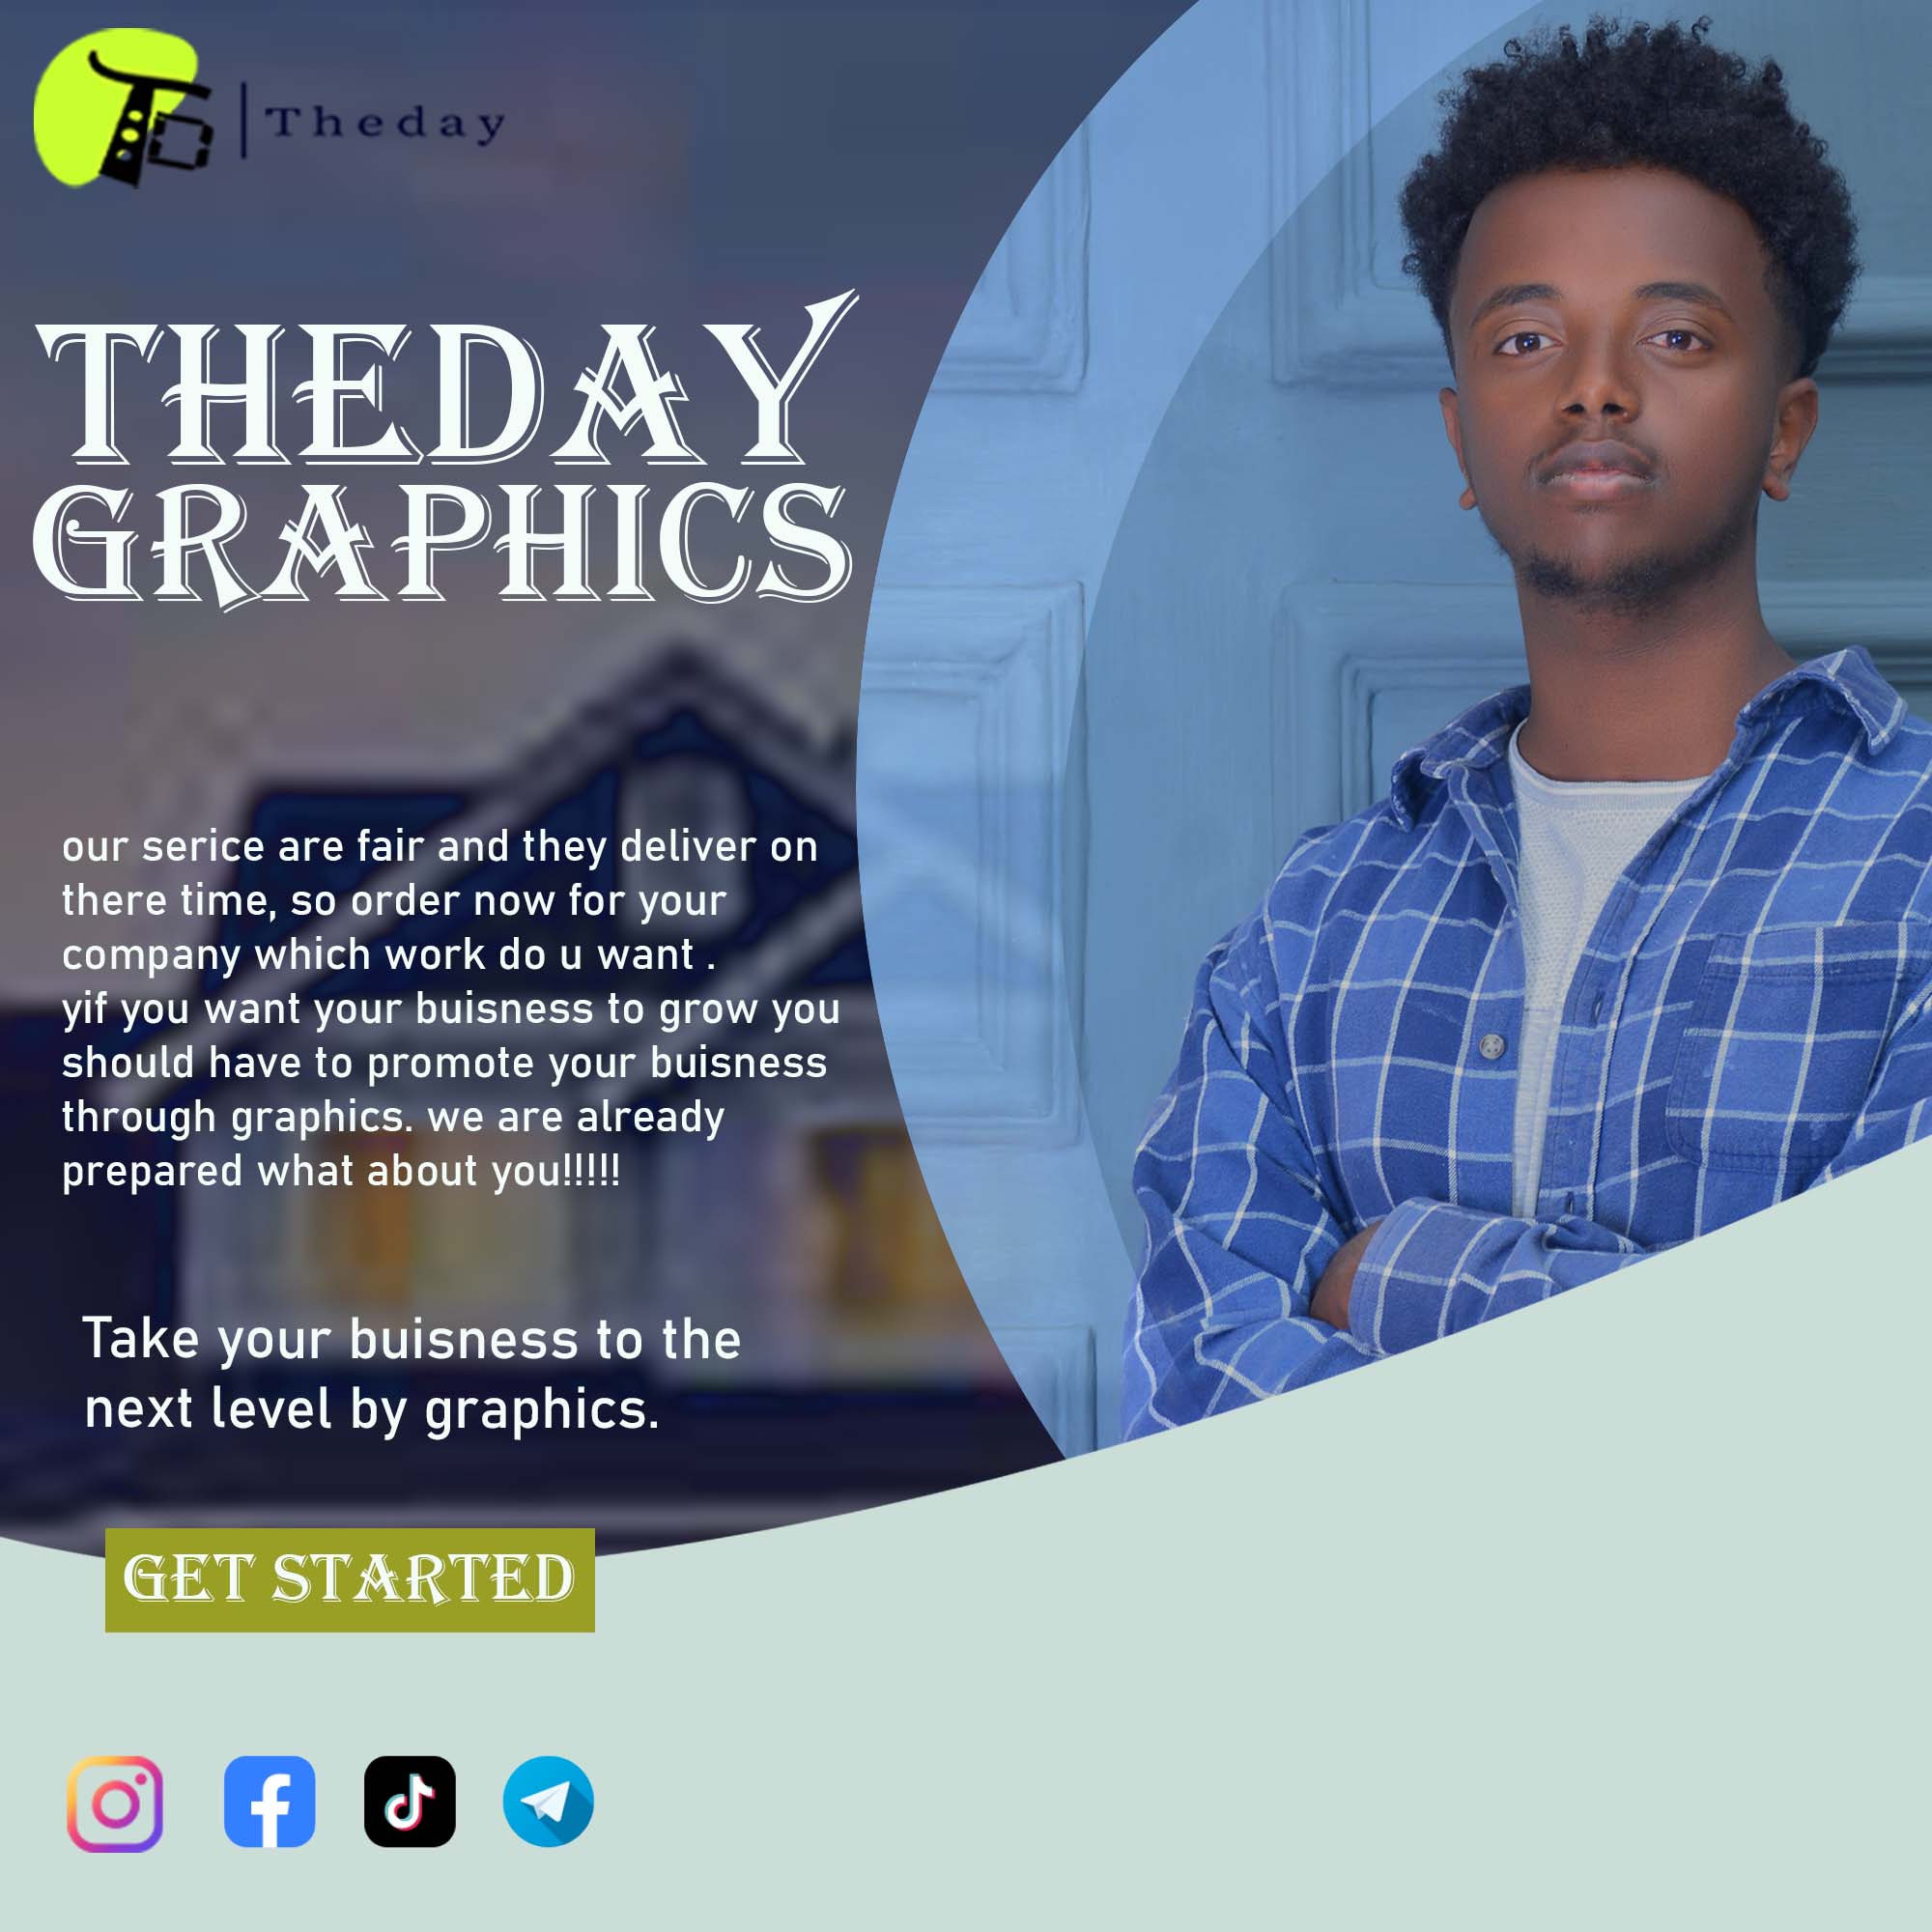 Theday
THEDAY
GRAPHICS
our serice are fair and they deliver on
there time, so order now for your
company which work do u want .
yif you want your buisness to grow you
should have to promote your buisness
through graphics. we are already
prepared what about you!!!!!
Take your buisness to the
next level by graphics.
GET STARTED